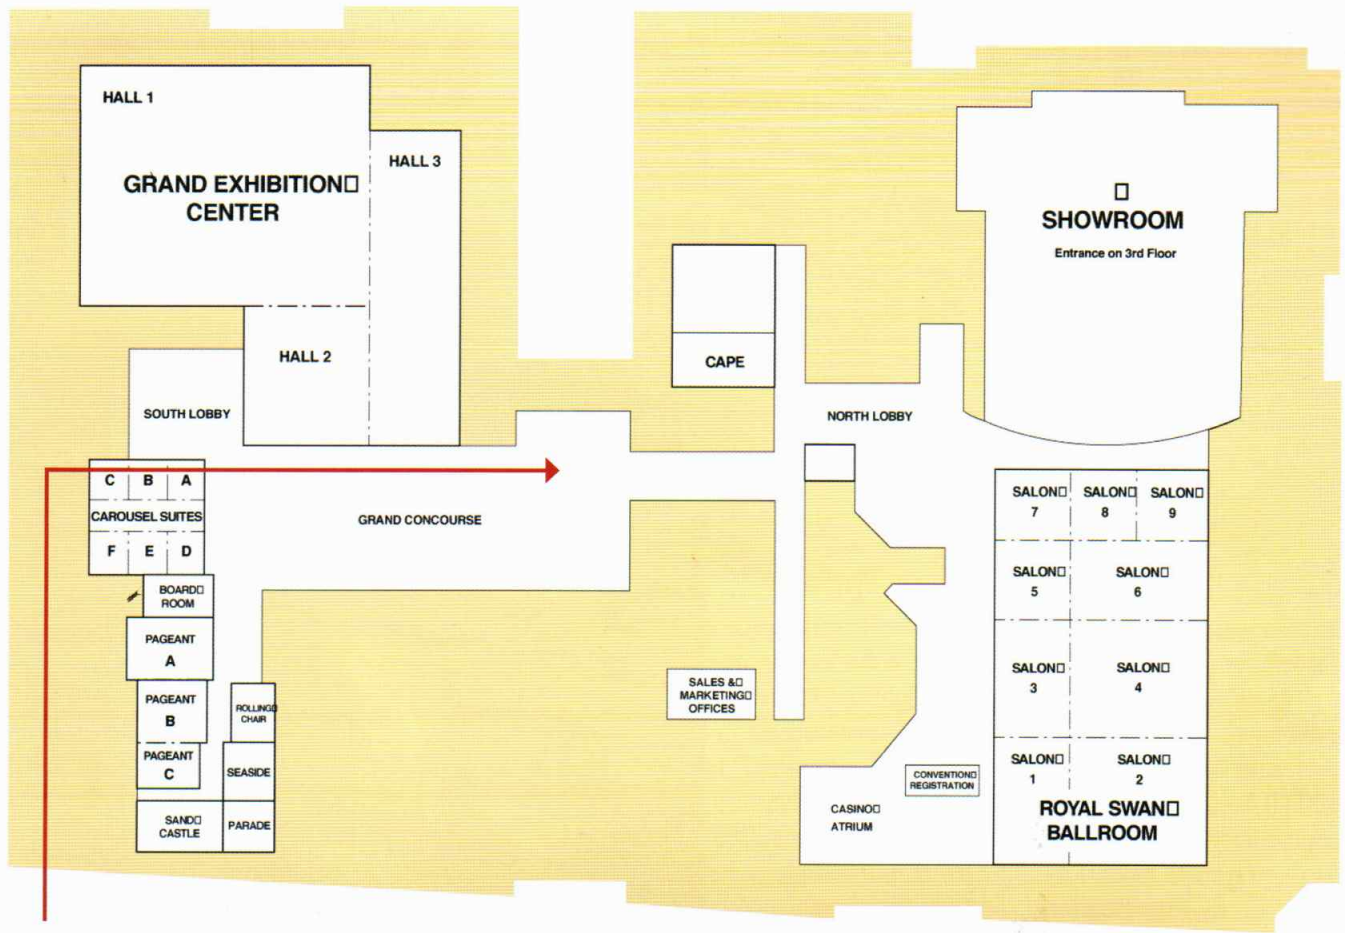 HALL 1
HALL 3
GRAND EXHIBITION
CENTER
HALL 2
SHOWROOM
Entrance on 3rd Floor
CAPE
SOUTH LOBBY
NORTH LOBBY
C B A
CAROUSEL SUITES
F E D
GRAND CONCOURSE
BOARD
ROOM
PAGEANT
A
PAGEANT
B
PAGEANT
C
ROLLING
CHAIR
SEASIDE
SAND
CASTLE
PARADE
SALES &
MARKETING
OFFICES
CONVENTION
REGISTRATION
CASINO
ATRIUM
SALON
7
SALON
8
SALON
9
SALON
5
SALON
6
SALON
3
SALON
4
SALON
1
SALON
2
ROYAL SWAN
BALLROOM